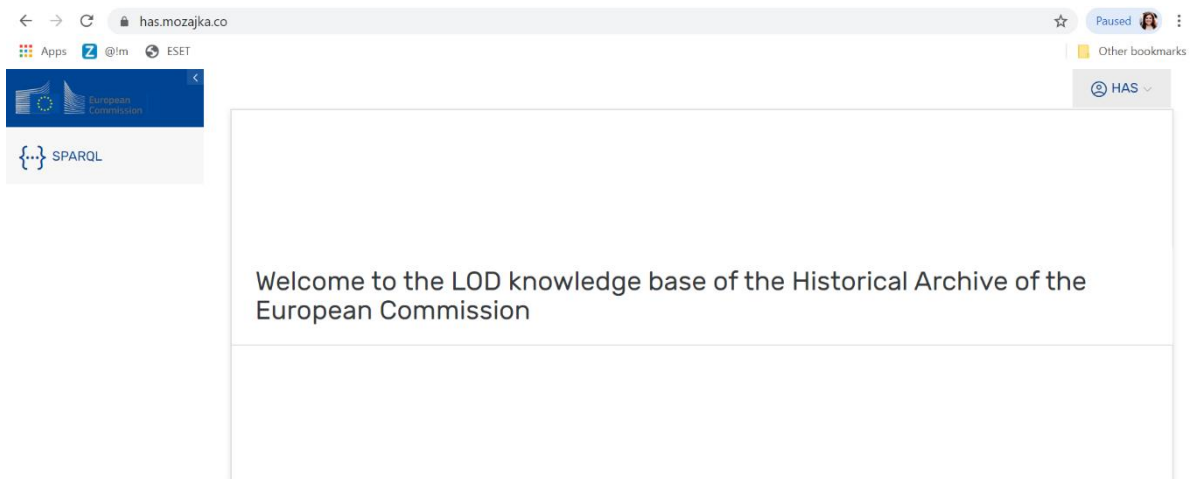 has.mozajka.co
Paused
Apps
Z
@!m
ESET
Other bookmarks
European
Commission
HAS
{...} SPARQL
Welcome to the LOD knowledge base of the Historical Archive of the
European Commission